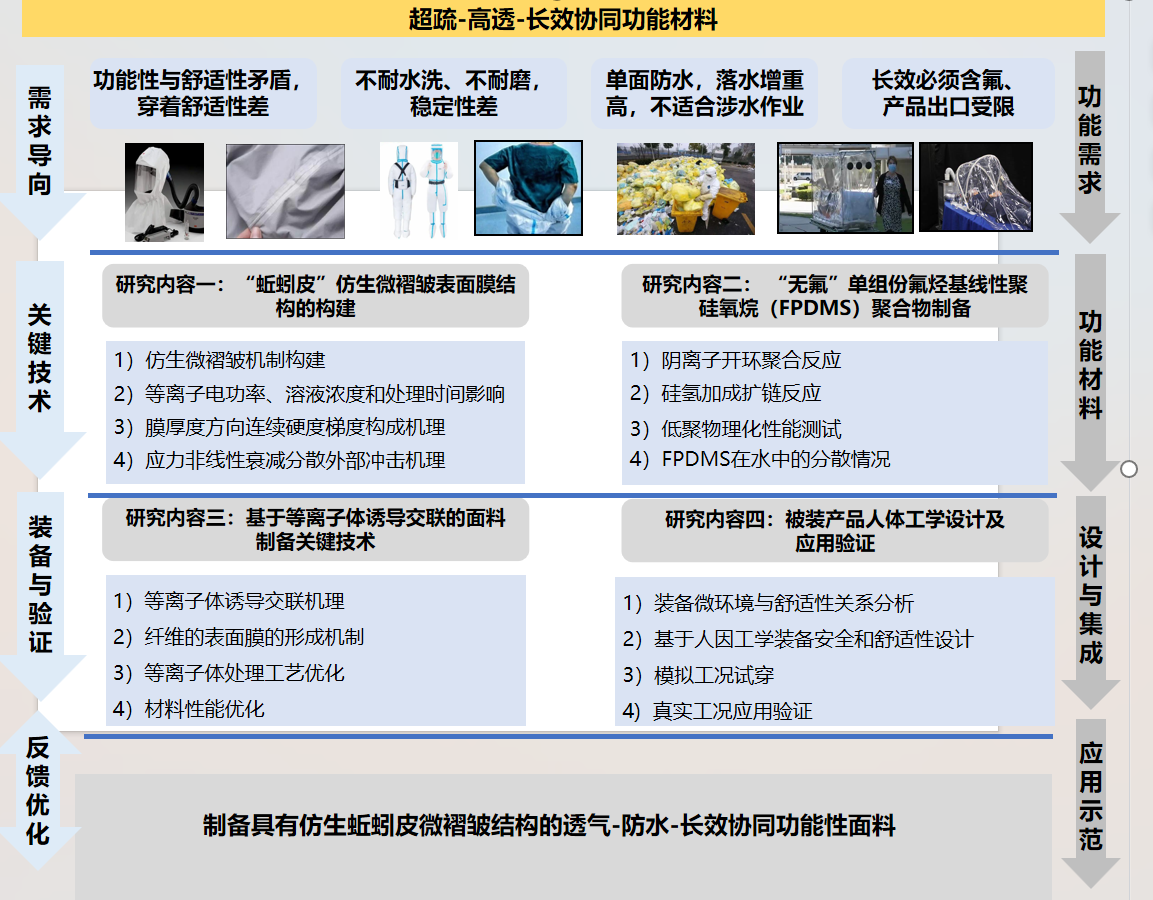 超疏-高透-长效协同功能材料
需求导向
功能性与舒适性矛盾，
穿着舒适性差
不耐水洗、不耐磨，
稳定性差
单面防水，落水增重
高，不适合涉水作业
长效必须含氟、
产品出口受限
功能需求
关键技术
研究内容一：“蚯蚓皮”仿生微褶皱表面膜结
构的构建
1）仿生微褶皱机制构建
2）等离子电功率、溶液浓度和处理时间影响
3）膜厚度方向连续硬度梯度构成机理
4）应力非线性衰减分散外部冲击机理
研究内容二： “无氟”单组份氟烃基线性聚
硅氧烷（FPDMS）聚合物制备
1）阴离子开环聚合反应
2）硅氢加成扩链反应
3）低聚物理化性能测试
4）FPDMS在水中的分散情况
功能材料
装备与验证
研究内容三：基于等离子体诱导交联的面料
制备关键技术
1）等离子体诱导交联机理
2）纤维的表面膜的形成机制
3）等离子体处理工艺优化
4）材料性能优化
研究内容四：被装产品人体工学设计及
应用验证
1）装备微环境与舒适性关系分析
2）基于人因工学装备安全和舒适性设计
3）模拟工况试穿
4）真实工况应用验证
设计与集成
反馈优化
制备具有仿生蚯蚓皮微褶皱结构的透气-防水-长效协同功能性面料
应用示范